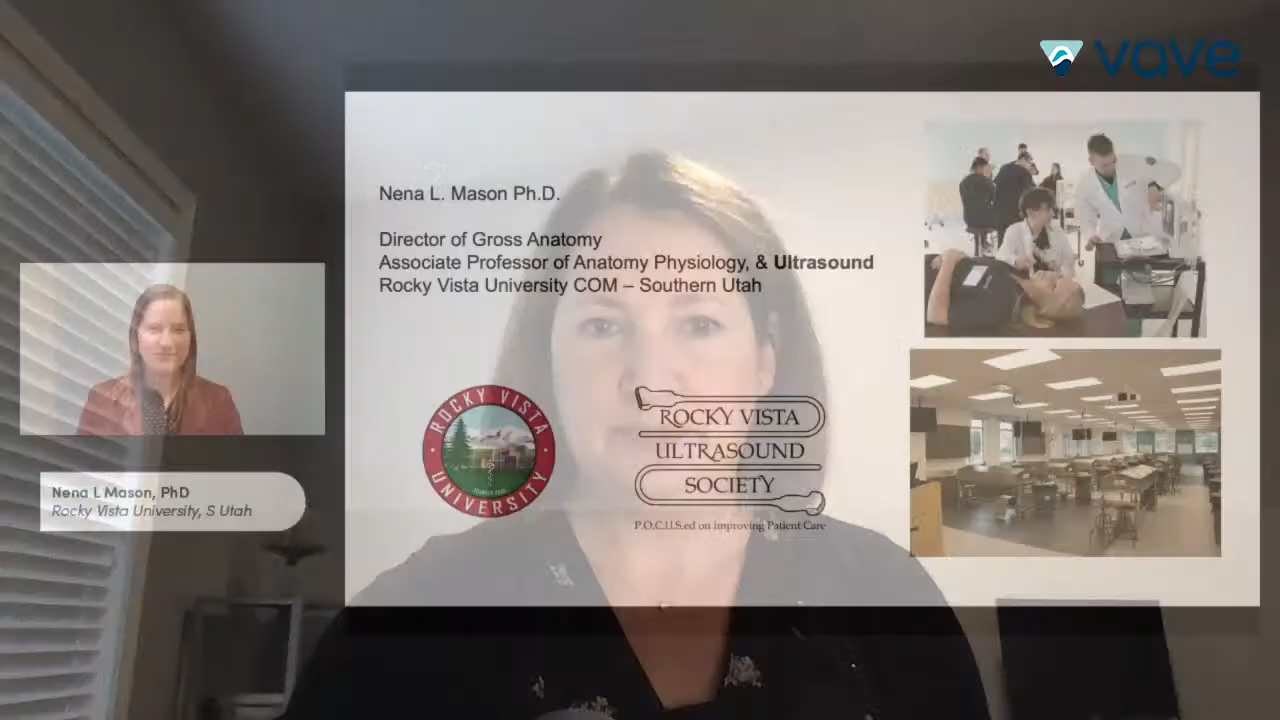 vave
Nena L. Mason Ph.D.
Director of Gross Anatomy
Associate Professor of Anatomy Physiology, & Ultrasound
Rocky Vista University COM – Southern Utah
ROCKY VISTA
UNIVERSITY
ROCKY VISTA
ULTRASOUND
SOCIETY
P.O.C.U.S.ed on improving Patient Care
Nena L Mason, PhD
Rocky Vista University, S Utah